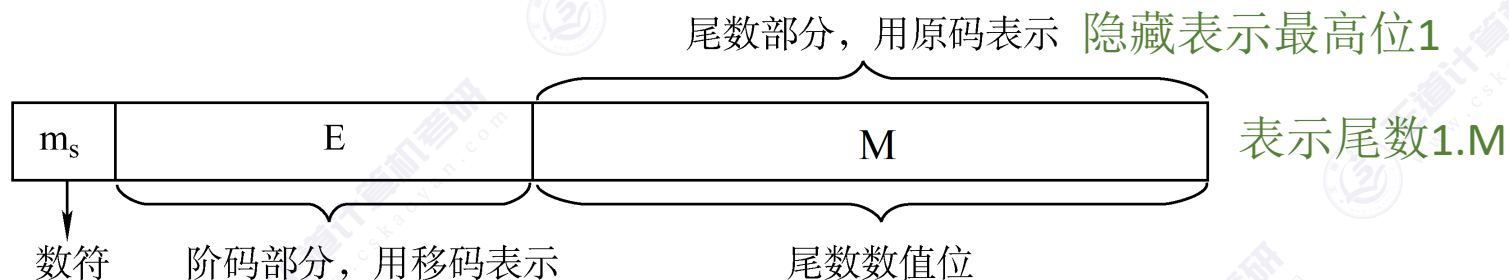 尾数部分，用原码表示 隐藏表示最高位1
mₛ E M 表示尾数1.M
数符 阶码部分，用移码表示 尾数数值位